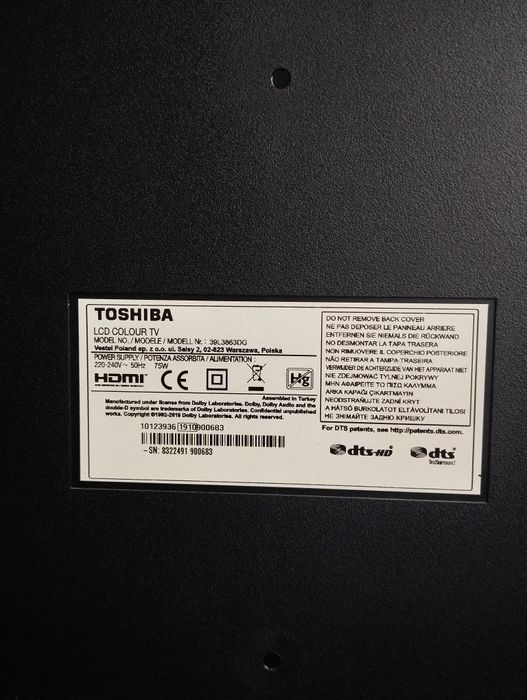 TOSHIBA
LCD COLOUR TV
MODEL NO. / MODELE / MODELL Nr. : 39L3863DG
Vestel Poland sp. z o.o. ul. Salsy 2, 02-823 Warszawa, Polska
POWER SUPPLY / POTENZA ASSORBITA / ALIMENTATION :
220-240V ~ 50Hz 75W
HDMI CE Hg
Assembled in Turkey
Manufactured under license from Dolby Laboratories. Dolby, Dolby Audio and the
double-D symbol are trademarks of Dolby Laboratories. Confidential unpublished
works. Copyright ©1992-2016 Dolby Laboratories. All rights reserved.
10123936 1910 900683
-SN: 8322491 900683
DO NOT REMOVE BACK COVER
NE PAS DEPOSER LE PANNEAU ARRIERE
ENTFERNEN SIE NIEMALS DIE RÜCKWAND
NO DESMONTAR LA TAPA TRASERA
NON RIMUOVERE IL COPERCHIO POSTERIORE
NÃO RETIRAR A TAMPA TRASEIRA
VERWIJDER DE ACHTERZIJDE VAN HET APPARAAT NIET
NIE ZDEJMOWAĆ TYLNEJ POKRYWY
ΜΗΝ ΑΦΑΙΡΕΙΤΕ ΤΟ ΠΙΣΩ ΚΑΛΥΜΜΑ
ARKA KAPAĞI ÇIKARTMAYIN
NEODSTRAŇUJTE ZADNÍ KRYT
A HÁTSÓ BURKOLATOT ELTÁVOLÍTANI TILOS!
НЕ ЗНІМАЙТЕ ЗАДНЮ КРИШКУ
For DTS patents, see http://patents.dts.com.
dts-HD dts
TruSurround